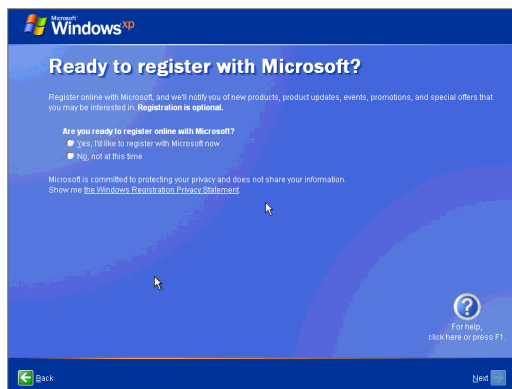 Microsoft
Windows xp
Ready to register with Microsoft?
Register online with Microsoft, and we'll notify you of new products, product updates, events, promotions, and special offers that
you may be interested in. Registration is optional.
Are you ready to register online with Microsoft?
Yes, I'd like to register with Microsoft now
No, not at this time
Microsoft is committed to protecting your privacy and does not share your information.
Show me the Windows Registration Privacy Statement
For help,
click here or press F1.
Back
Next